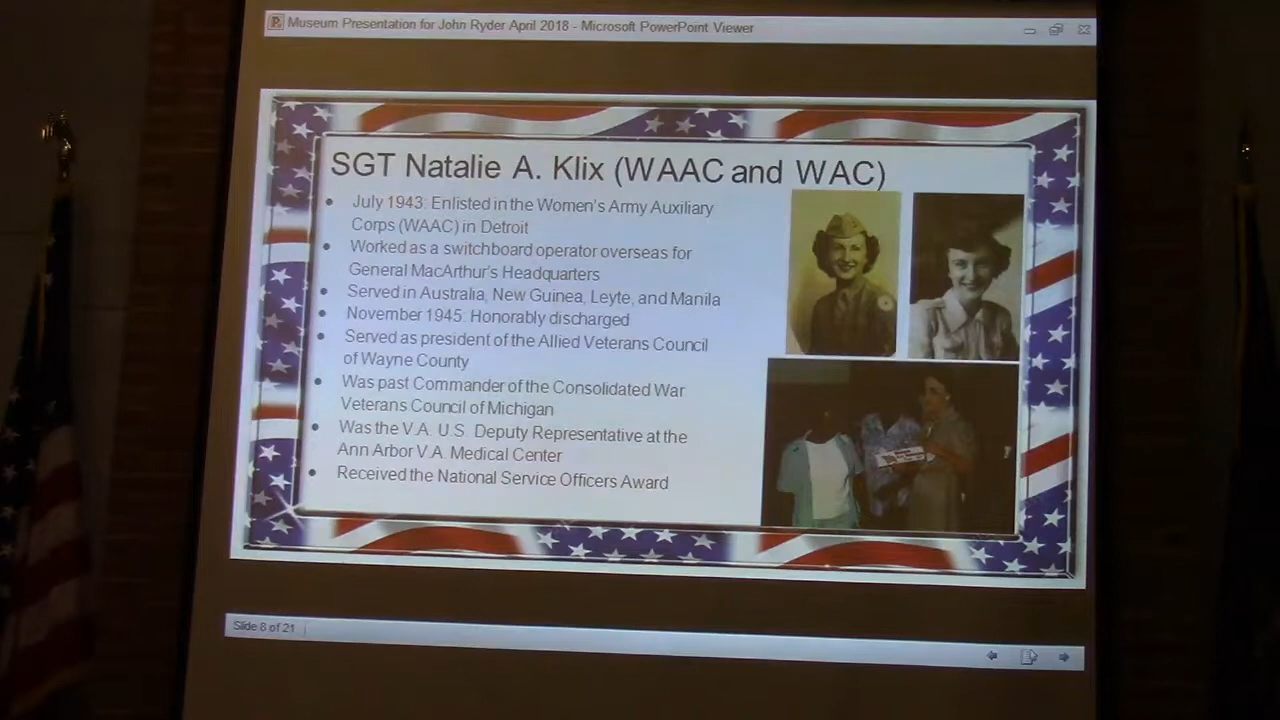 Museum Presentation for John Ryder April 2018 - Microsoft PowerPoint Viewer
SGT Natalie A. Klix (WAAC and WAC)
• July 1943: Enlisted in the Women's Army Auxiliary
Corps (WAAC) in Detroit
• Worked as a switchboard operator overseas for
General MacArthur's Headquarters
• Served in Australia, New Guinea, Leyte, and Manila
• November 1945: Honorably discharged
• Served as president of the Allied Veterans Council
of Wayne County
• Was past Commander of the Consolidated War
Veterans Council of Michigan
• Was the V.A. U.S. Deputy Representative at the
Ann Arbor V.A. Medical Center
• Received the National Service Officers Award
Slide 8 of 21